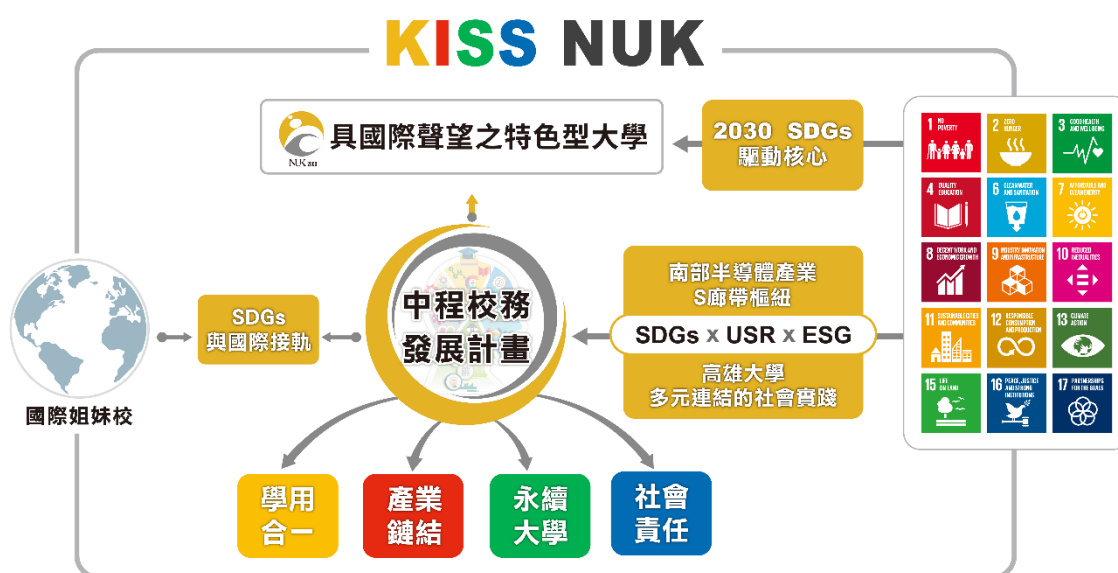 KISS NUK
NUK 2000
具國際聲望之特色型大學
2030 SDGs
驅動核心
1 NO
POVERTY
2 ZERO
HUNGER
3 GOOD HEALTH
AND WELL-BEING
4 QUALITY
EDUCATION
6 CLEAN WATER
AND SANITATION
7 AFFORDABLE AND
CLEAN ENERGY
8 DECENT WORK AND
ECONOMIC GROWTH
9 INDUSTRY, INNOVATION
AND INFRASTRUCTURE
10 REDUCED
INEQUALITIES
11 SUSTAINABLE CITIES
AND COMMUNITIES
12 RESPONSIBLE
CONSUMPTION
AND PRODUCTION
13 CLIMATE
ACTION
15 LIFE
ON LAND
16 PEACE, JUSTICE
AND STRONG
INSTITUTIONS
17 PARTNERSHIPS
FOR THE GOALS
國際姐妹校
SDGs
與國際接軌
中程校務
發展計畫
南部半導體產業
S廊帶樞紐
SDGs x USR x ESG
高雄大學
多元連結的社會實踐
學用
合一
產業
鏈結
永續
大學
社會
責任